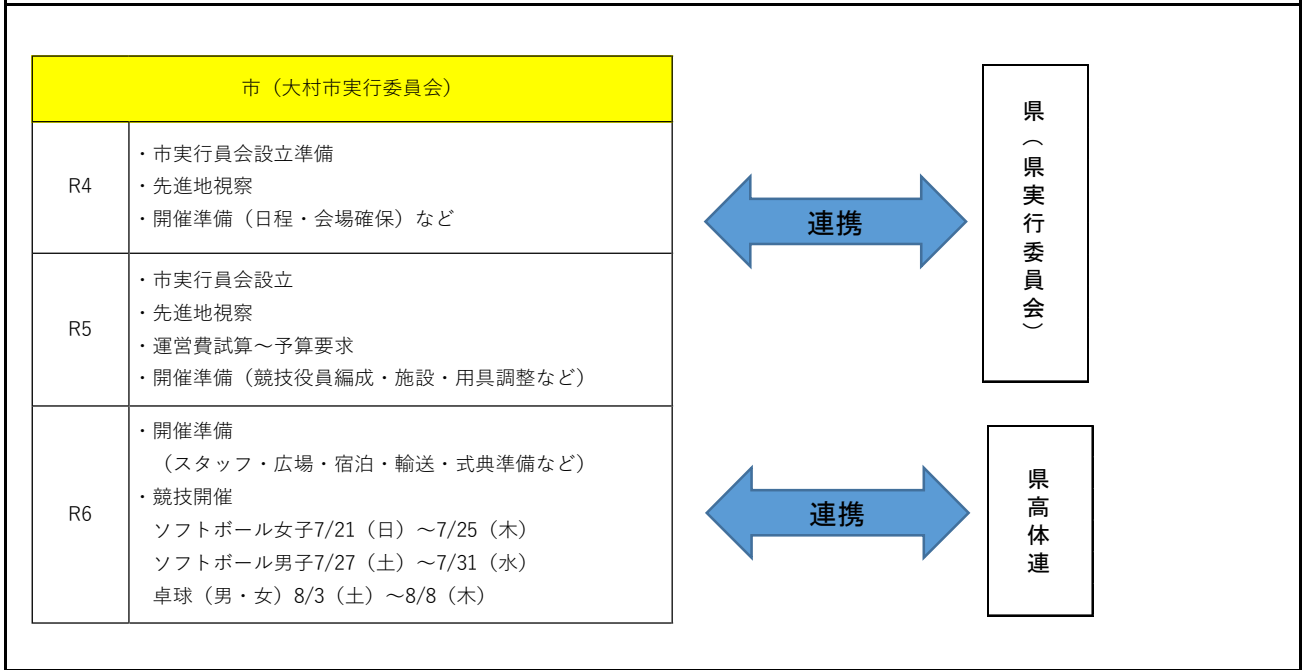 市（大村市実行委員会）
R4
・市実行員会設立準備
・先進地視察
・開催準備（日程・会場確保）など
R5
・市実行員会設立
・先進地視察
・運営費試算～予算要求
・開催準備（競技役員編成・施設・用具調整など）
R6
・開催準備
（スタッフ・広場・宿泊・輸送・式典準備など）
・競技開催
ソフトボール女子7/21（日）～7/25（木）
ソフトボール男子7/27（土）～7/31（水）
卓球（男・女）8/3（土）～8/8（木）
連携
県（県実行委員会）
連携
県高体連